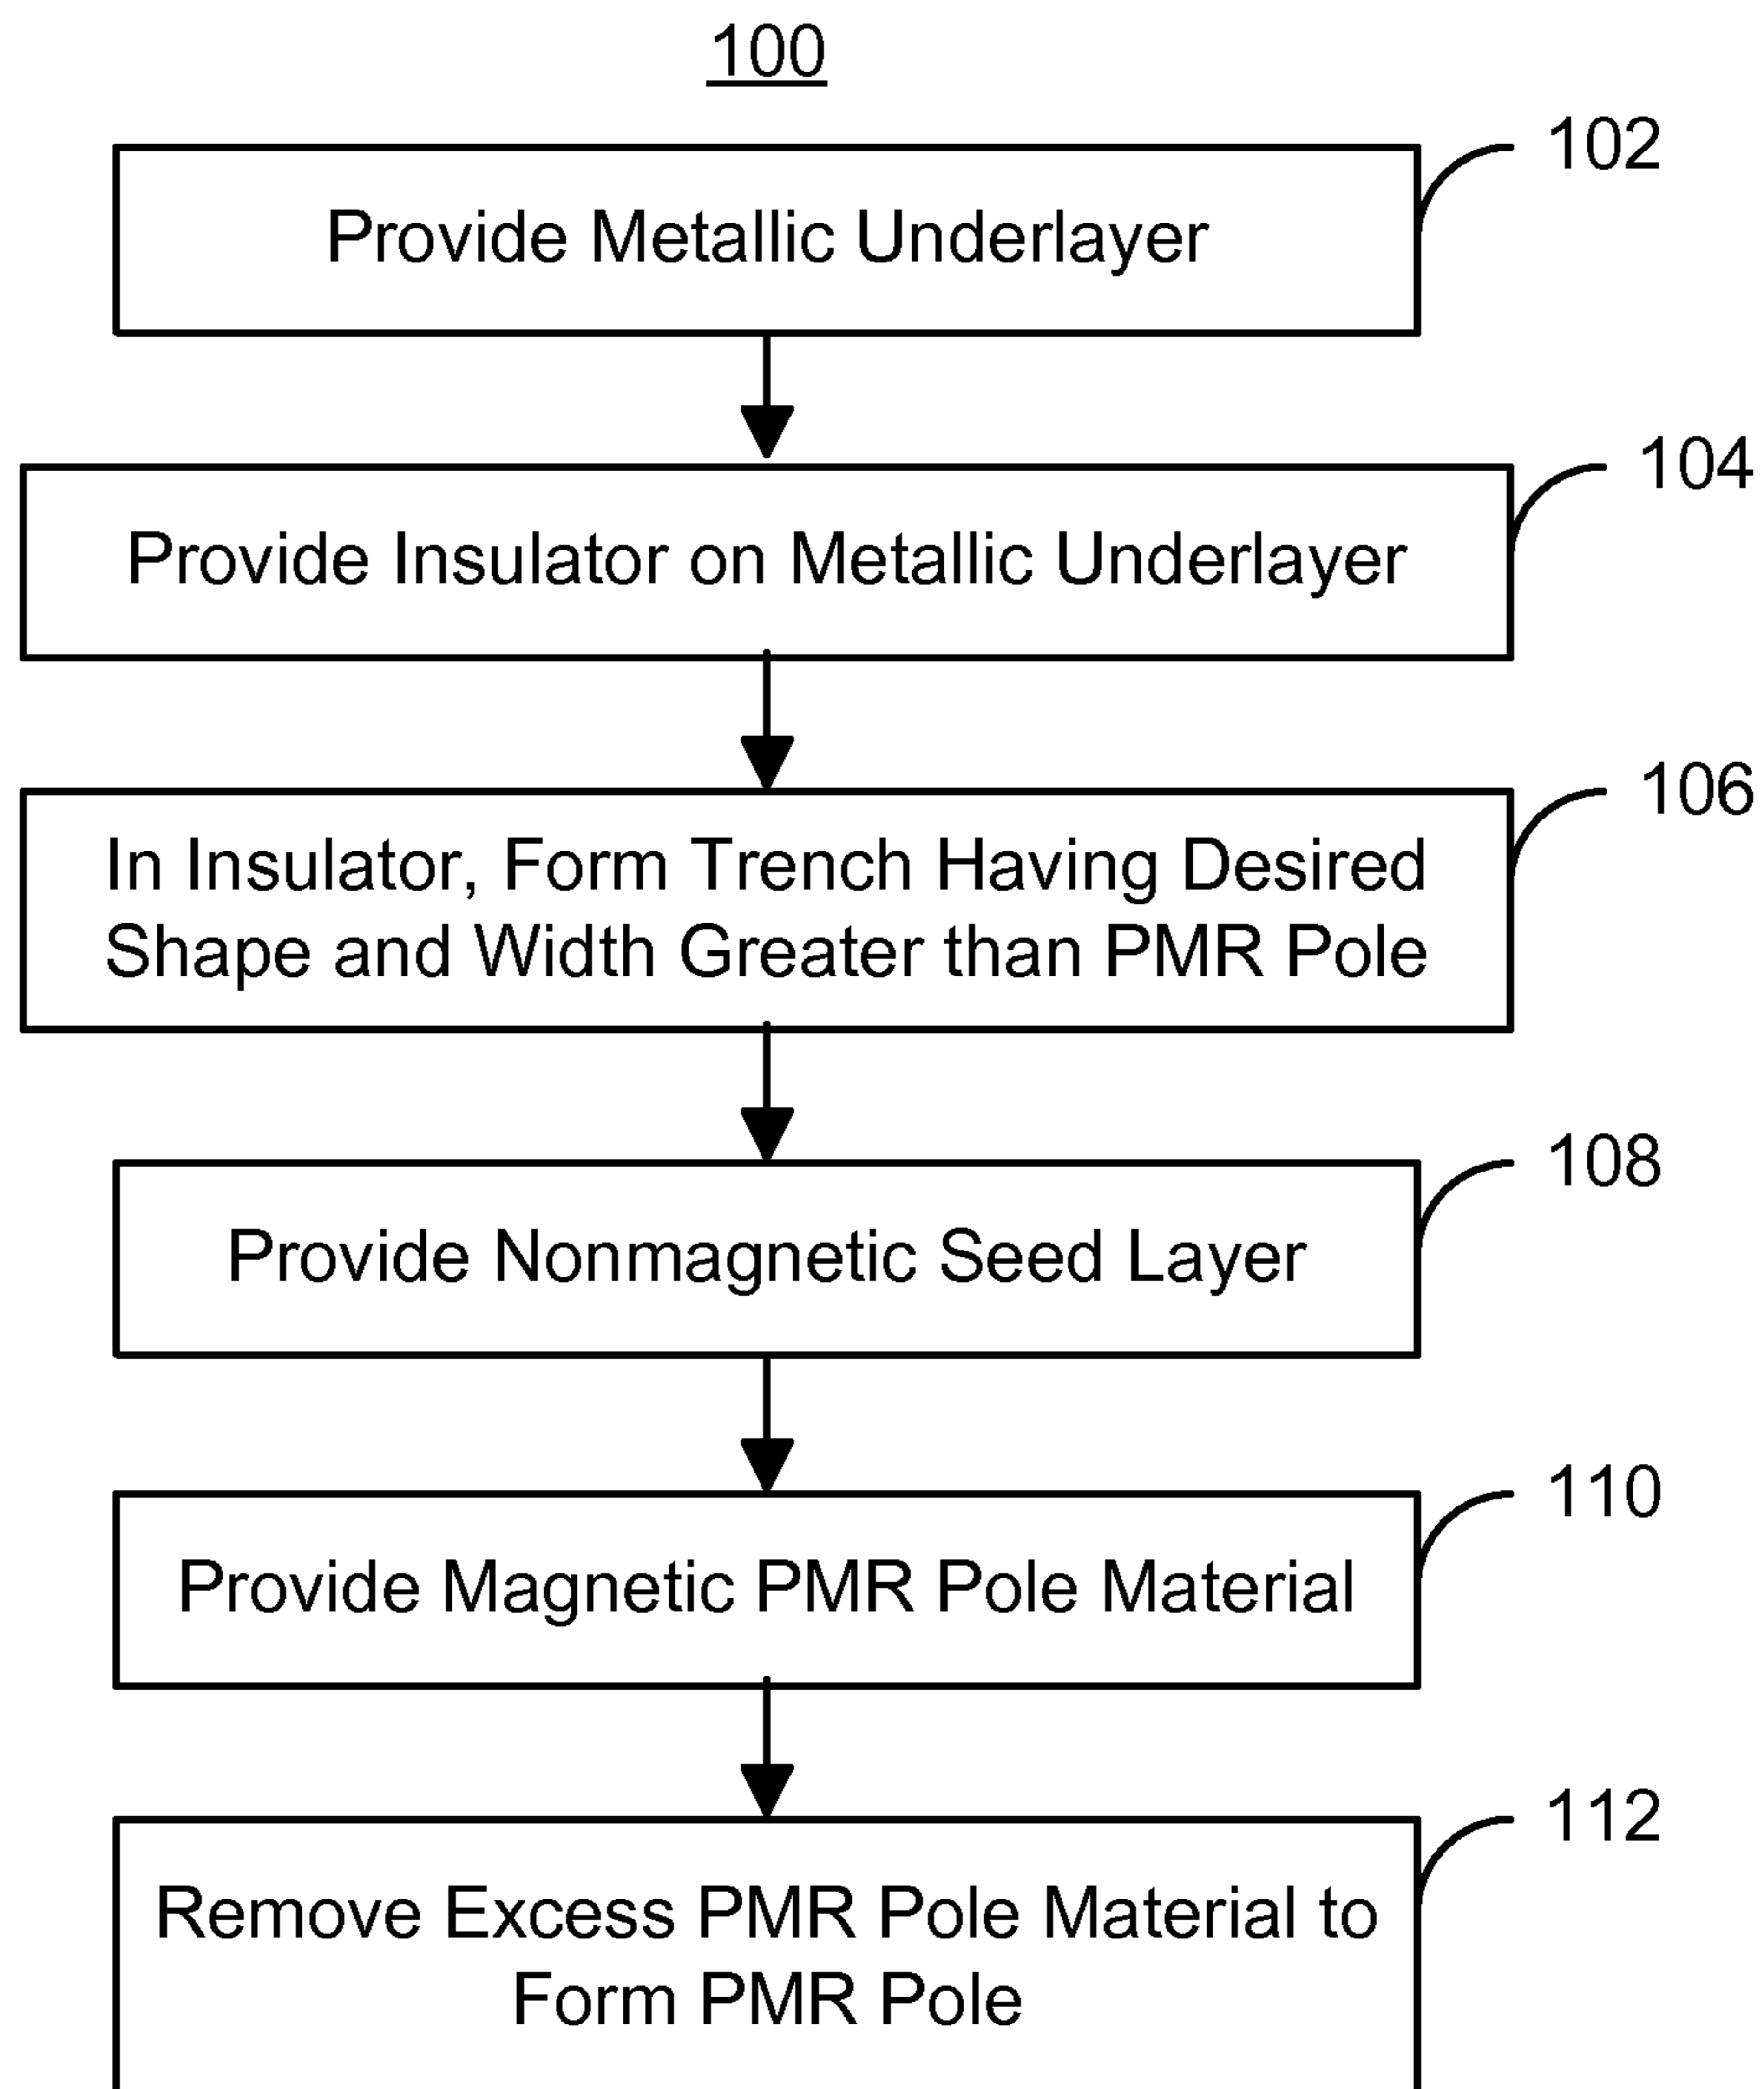 100
102
Provide Metallic Underlayer
104
Provide Insulator on Metallic Underlayer
106
In Insulator, Form Trench Having Desired
Shape and Width Greater than PMR Pole
108
Provide Nonmagnetic Seed Layer
110
Provide Magnetic PMR Pole Material
112
Remove Excess PMR Pole Material to
Form PMR Pole